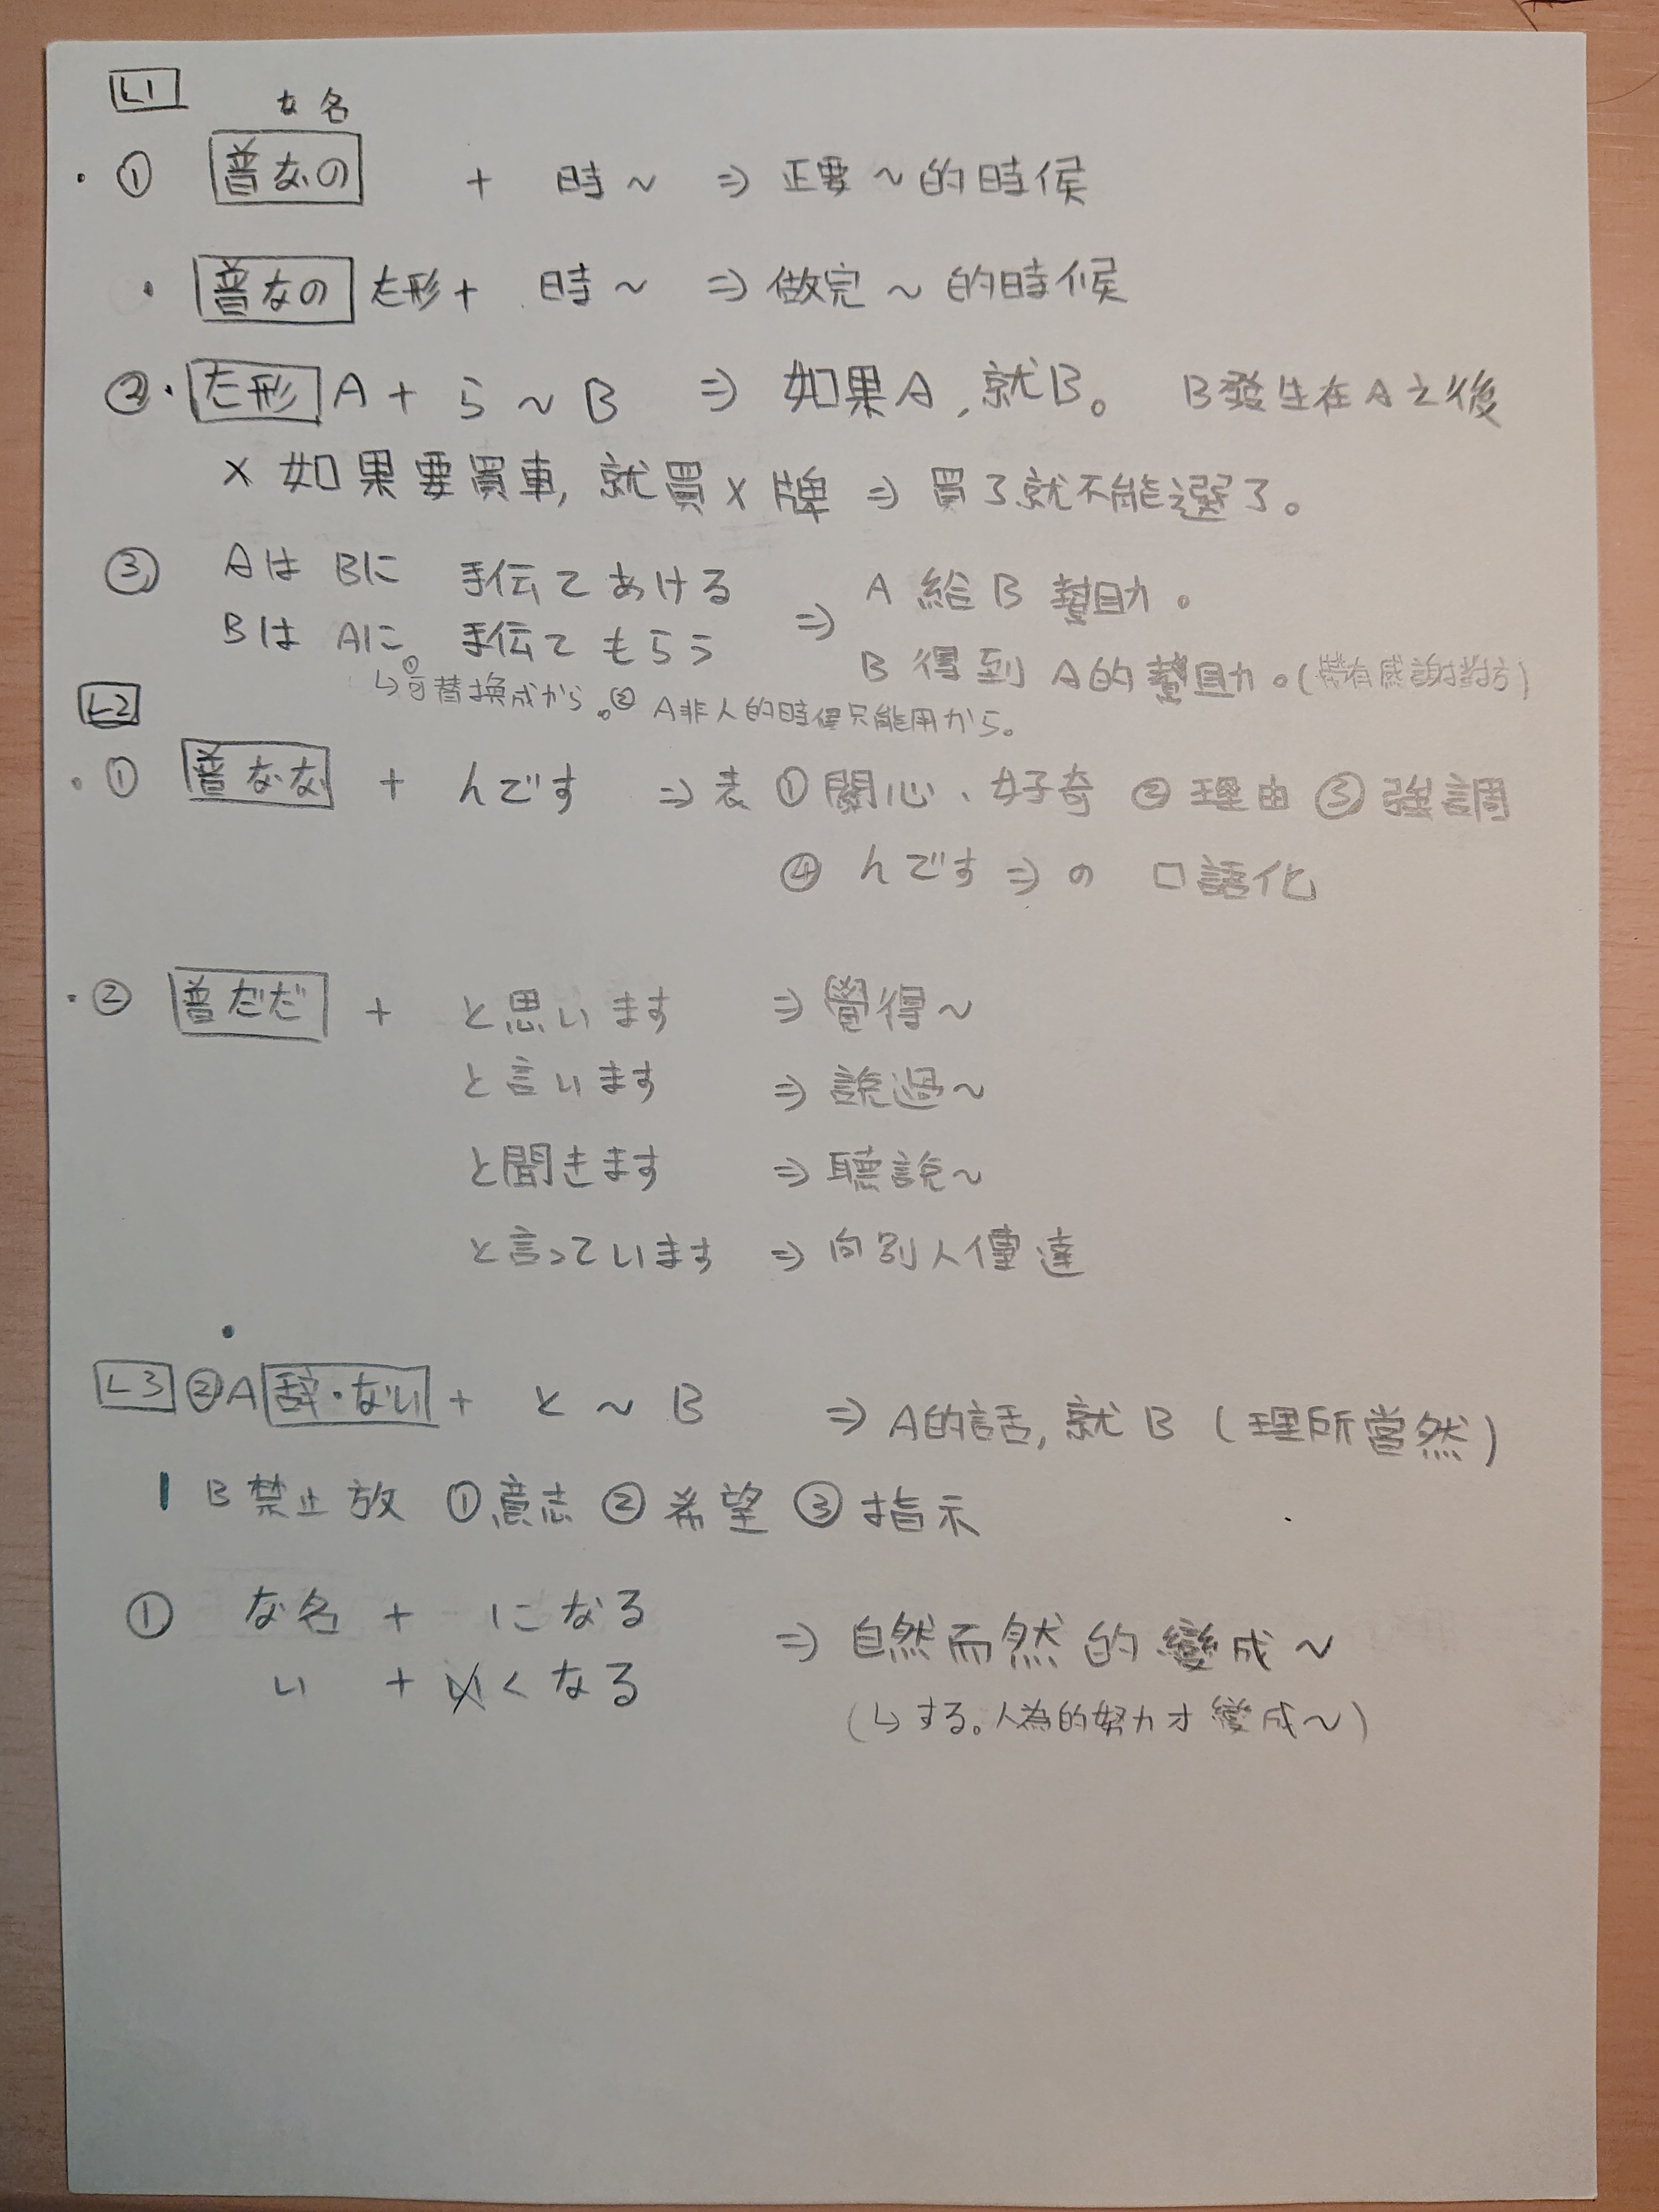 L1
な 名
・① 普なの + 時～ ⇒ 正要～的時候
・普なの た形+ 時～ ⇒ 做完～的時候
②・た形 A + ら～B ⇒ 如果A,就B。 B發生在A之後
× 如果要買車,就買×牌 ⇒ 買了就不能選了。
③ Aは Bに 手伝てあける ⇒ A 給 B 幫助。
Bは Aに 手伝てもらう B 得到 A的幫助。(帶有感謝對方)
①↳可替換成から。② A非人的時候只能用から。
L2
・① 普なな + んです ⇒ 表 ①關心、好奇 ②理由 ③強調
④ んです ⇒ の 口語化
・② 普だだ + と思います ⇒ 覺得～
と言います ⇒ 說過～
と聞きます ⇒ 聽說～
と言っています ⇒ 向別人傳達
L3 ②A 辞・ない + と～B ⇒ A的話,就B (理所當然)
B禁止放 ①意志 ②希望 ③指示
① な名 + になる ⇒ 自然而然的變成～
い + いくなる
(↳する。人為的努力才變成～)